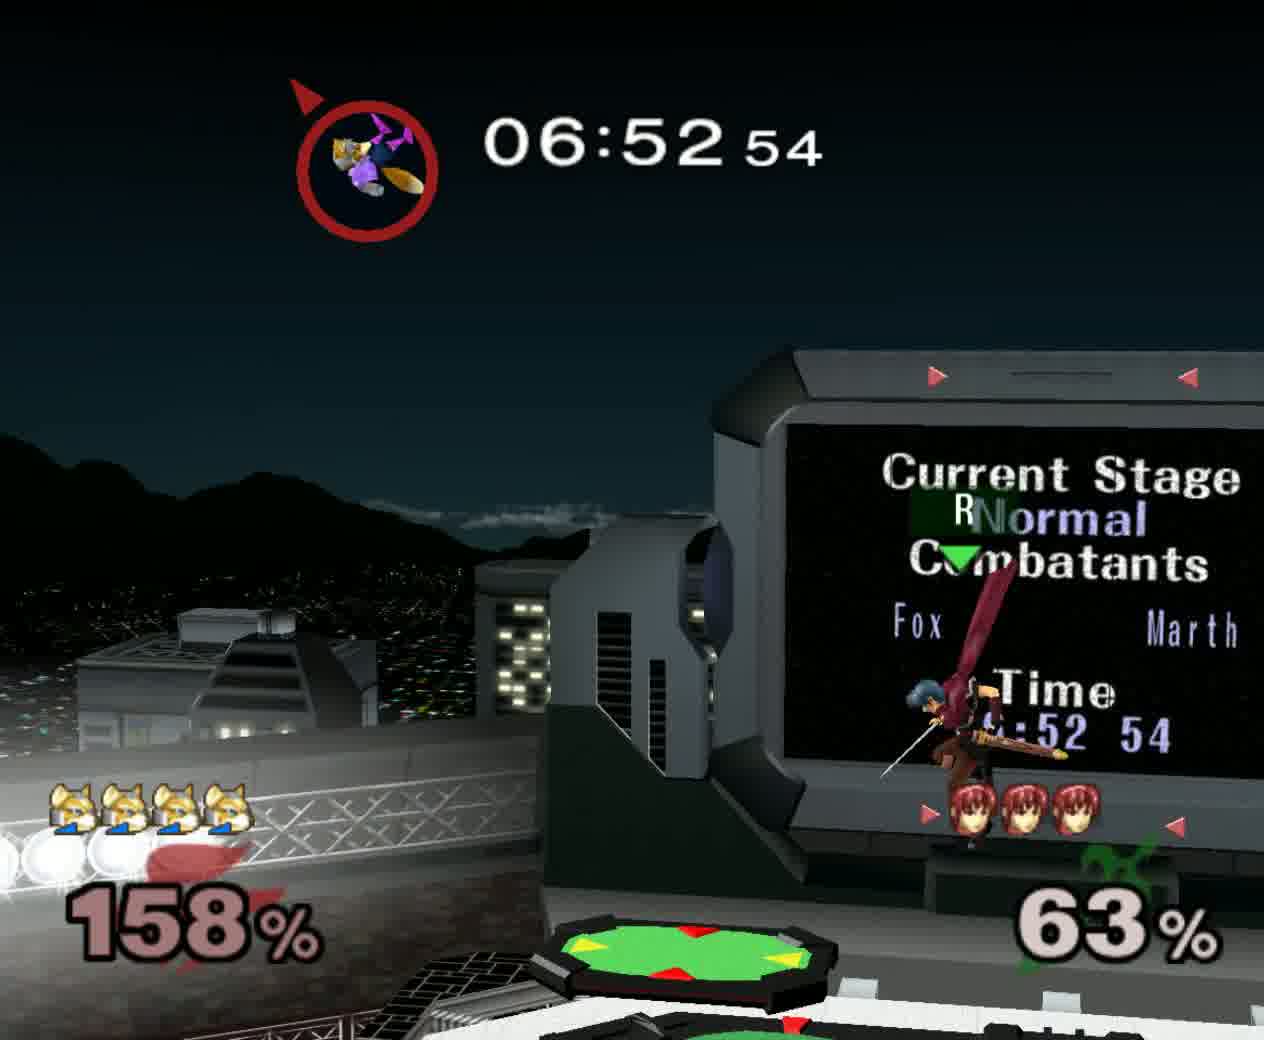 06:52 54
Current Stage
R
Normal
Combatants
Fox Marth
Time
:52 54
158%
63%